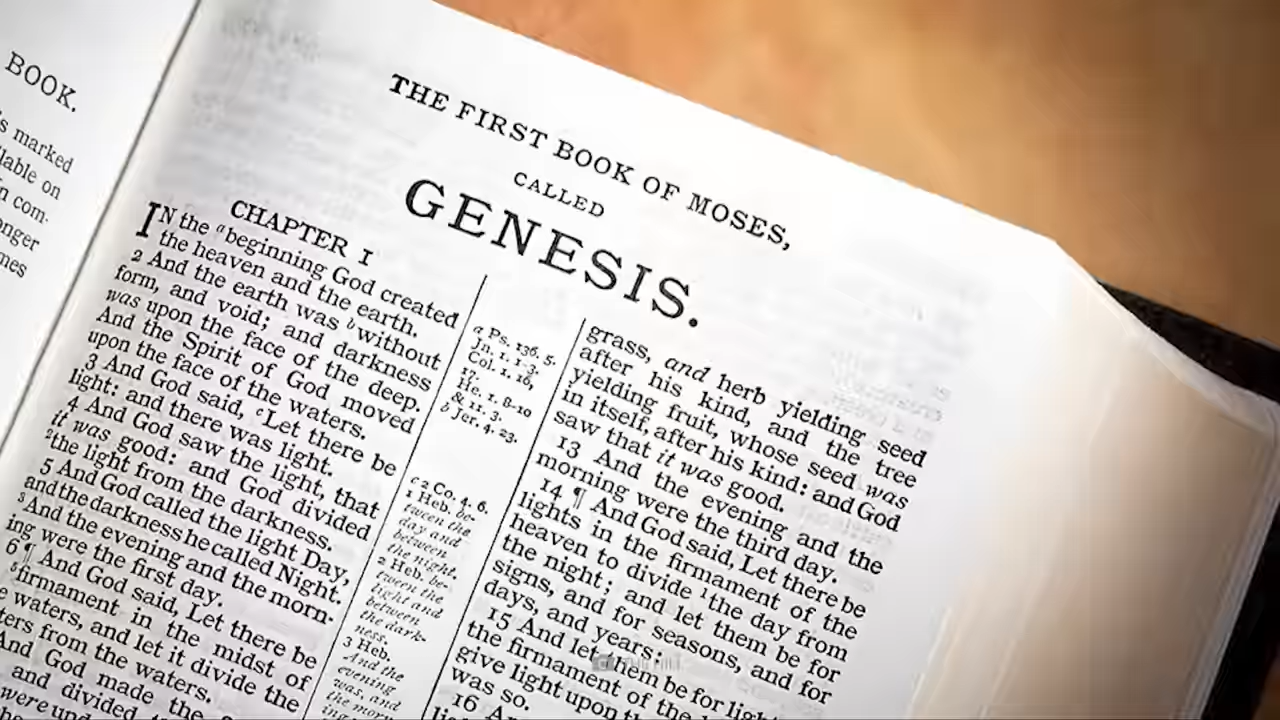 BOOK.
s marked
lable on
n com-
onger
mes
THE FIRST BOOK OF MOSES,
CALLED
GENESIS.
CHAPTER I
IN the a beginning God created
the heaven and the earth.
2 And the earth was b without
form, and void; and darkness
was upon the face of the deep.
And the Spirit of God moved
upon the face of the waters.
3 And God said, c Let there be
light: and there was light.
4 And God saw the light, that
it was good: and God divided
2 the light from the darkness.
5 And God called the light Day,
and the darkness he called Night.
3 And the evening and the morn-
ing were the first day.
6 ¶ And God said, Let there be
5 firmament in the midst of
e waters, and let it divide the
ters from the waters.
And God made the
and divided
were und
a Ps. 136. 5.
Jn. 1. 1-3.
Col. 1. 16,
17.
He. 1. 8-10
& 11. 3.
b Jer. 4. 23.
c 2 Co. 4. 6.
1 Heb. be-
tween the
day and
between
the night.
2 Heb. be-
tween the
light and
between
the dark-
ness.
3 Heb.
And the
evening
was, and
the morn-
ing
grass, and herb yielding seed
after his kind, and the tree
yielding fruit, whose seed was
in itself, after his kind: and God
saw that it was good.
13 And the evening and the
morning were the third day.
14 ¶ And God said, Let there be
lights in the firmament of the
heaven to divide 1 the day from
the night; and let them be for
signs, and for seasons, and for
days, and years:
15 And let them be for light
the firmament of the
give light upon
was so.
16